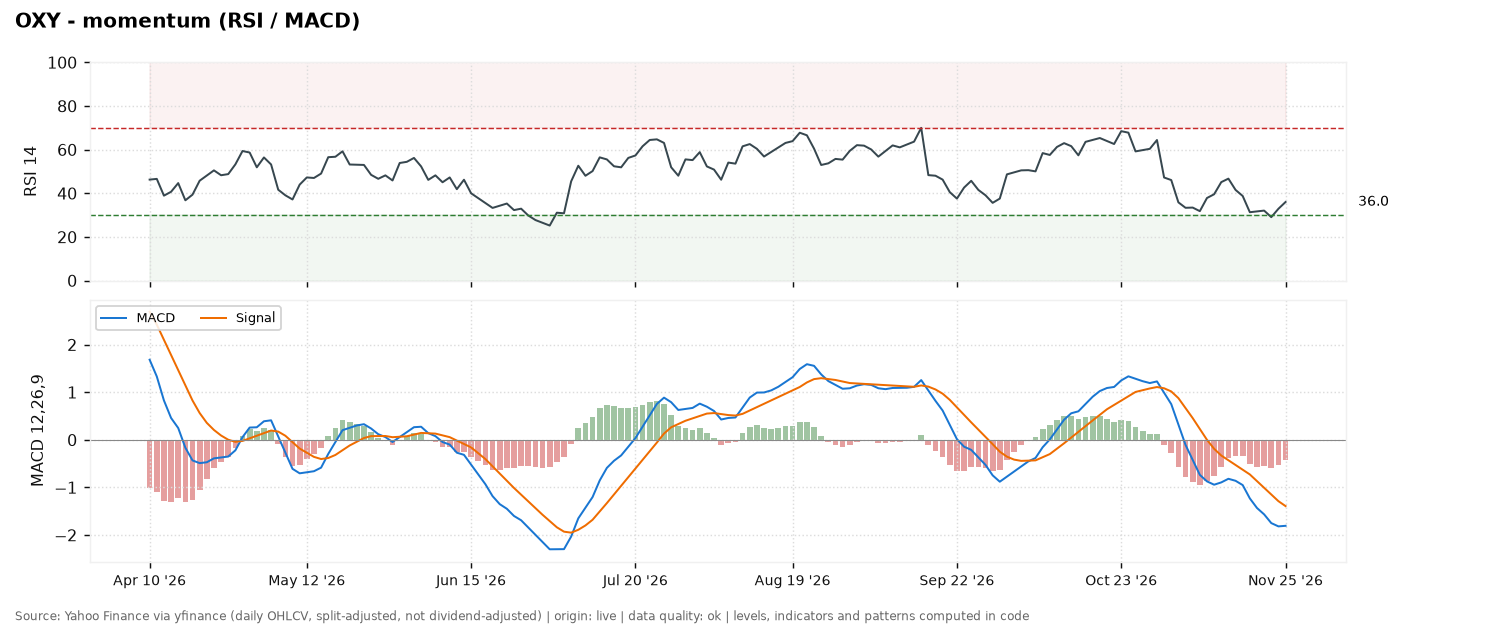 OXY - momentum (RSI / MACD)
100
80
60
40
20
0
RSI 14
36.0
MACD
Signal
2
1
0
−1
−2
MACD 12,26,9
Apr 10 '26
May 12 '26
Jun 15 '26
Jul 20 '26
Aug 19 '26
Sep 22 '26
Oct 23 '26
Nov 25 '26
Source: Yahoo Finance via yfinance (daily OHLCV, split-adjusted, not dividend-adjusted) | origin: live | data quality: ok | levels, indicators and patterns computed in code